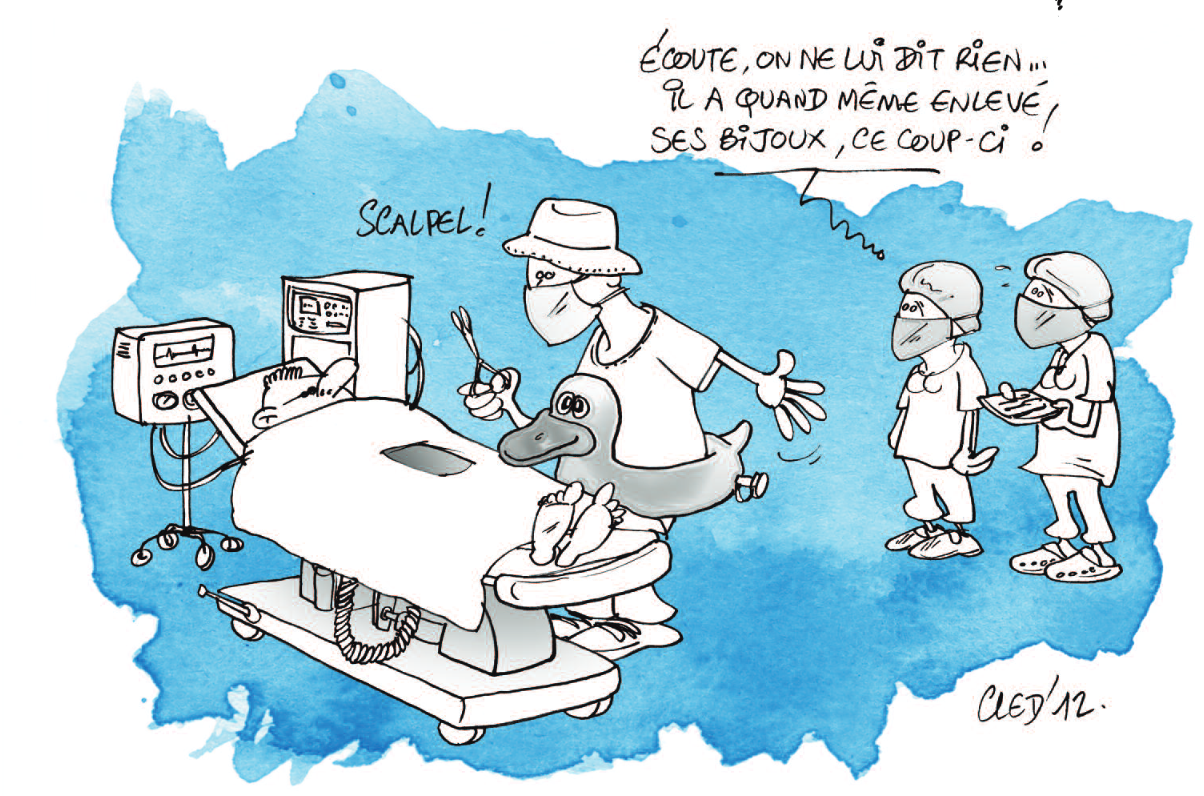 ÉCOUTE, ON NE LUI DIT RIEN...
IL A QUAND MÊME ENLEVÉ
SES BIJOUX, CE COUP-CI !
SCALPEL!
CLED'12.